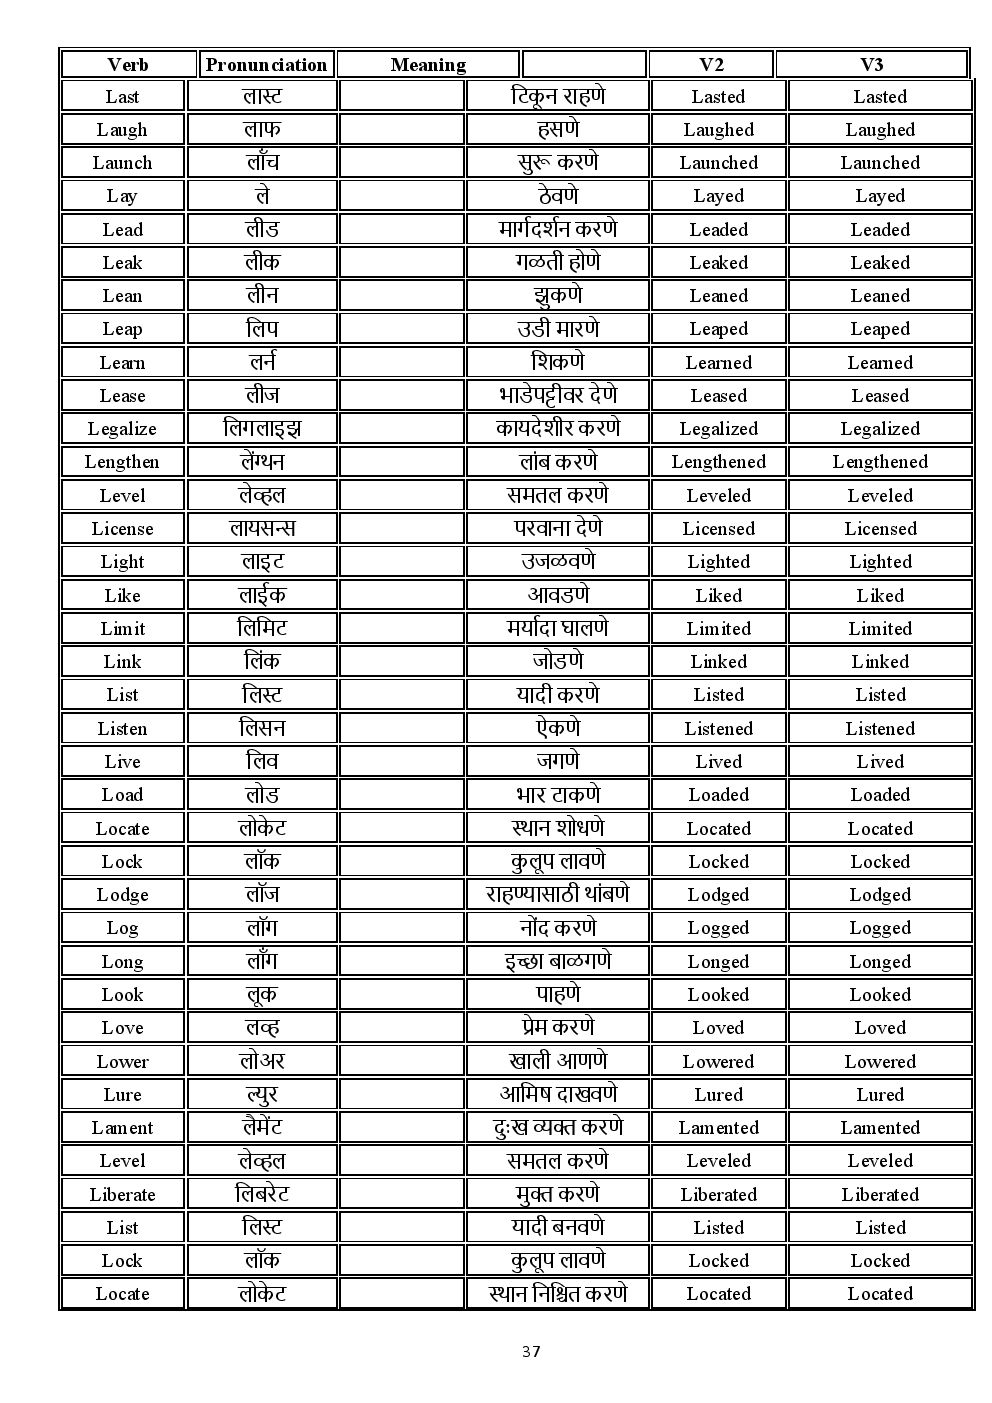 Verb Pronunciation Meaning V2 V3
Last लास्ट टिकून राहणे Lasted Lasted
Laugh लाफ हसणे Laughed Laughed
Launch लाँच सुरू करणे Launched Launched
Lay ले ठेवणे Layed Layed
Lead लीड मार्गदर्शन करणे Leaded Leaded
Leak लीक गळती होणे Leaked Leaked
Lean लीन झुकणे Leaned Leaned
Leap लिप उडी मारणे Leaped Leaped
Learn लर्न शिकणे Learned Learned
Lease लीज भाडेपट्टीवर देणे Leased Leased
Legalize लिगलाइझ कायदेशीर करणे Legalized Legalized
Lengthen लेंग्थन लांब करणे Lengthened Lengthened
Level लेव्हल समतल करणे Leveled Leveled
License लायसन्स परवाना देणे Licensed Licensed
Light लाइट उजळवणे Lighted Lighted
Like लाईक आवडणे Liked Liked
Limit लिमिट मर्यादा घालणे Limited Limited
Link लिंक जोडणे Linked Linked
List लिस्ट यादी करणे Listed Listed
Listen लिसन ऐकणे Listened Listened
Live लिव जगणे Lived Lived
Load लोड भार टाकणे Loaded Loaded
Locate लोकेट स्थान शोधणे Located Located
Lock लॉक कुलूप लावणे Locked Locked
Lodge लॉज राहण्यासाठी थांबणे Lodged Lodged
Log लॉग नोंद करणे Logged Logged
Long लाँग इच्छा बाळगणे Longed Longed
Look लूक पाहणे Looked Looked
Love लव्ह प्रेम करणे Loved Loved
Lower लोअर खाली आणणे Lowered Lowered
Lure ल्युर आमिष दाखवणे Lured Lured
Lament लैमेंट दुःख व्यक्त करणे Lamented Lamented
Level लेव्हल समतल करणे Leveled Leveled
Liberate लिबरेट मुक्त करणे Liberated Liberated
List लिस्ट यादी बनवणे Listed Listed
Lock लॉक कुलूप लावणे Locked Locked
Locate लोकेट स्थान निश्चित करणे Located Located
37